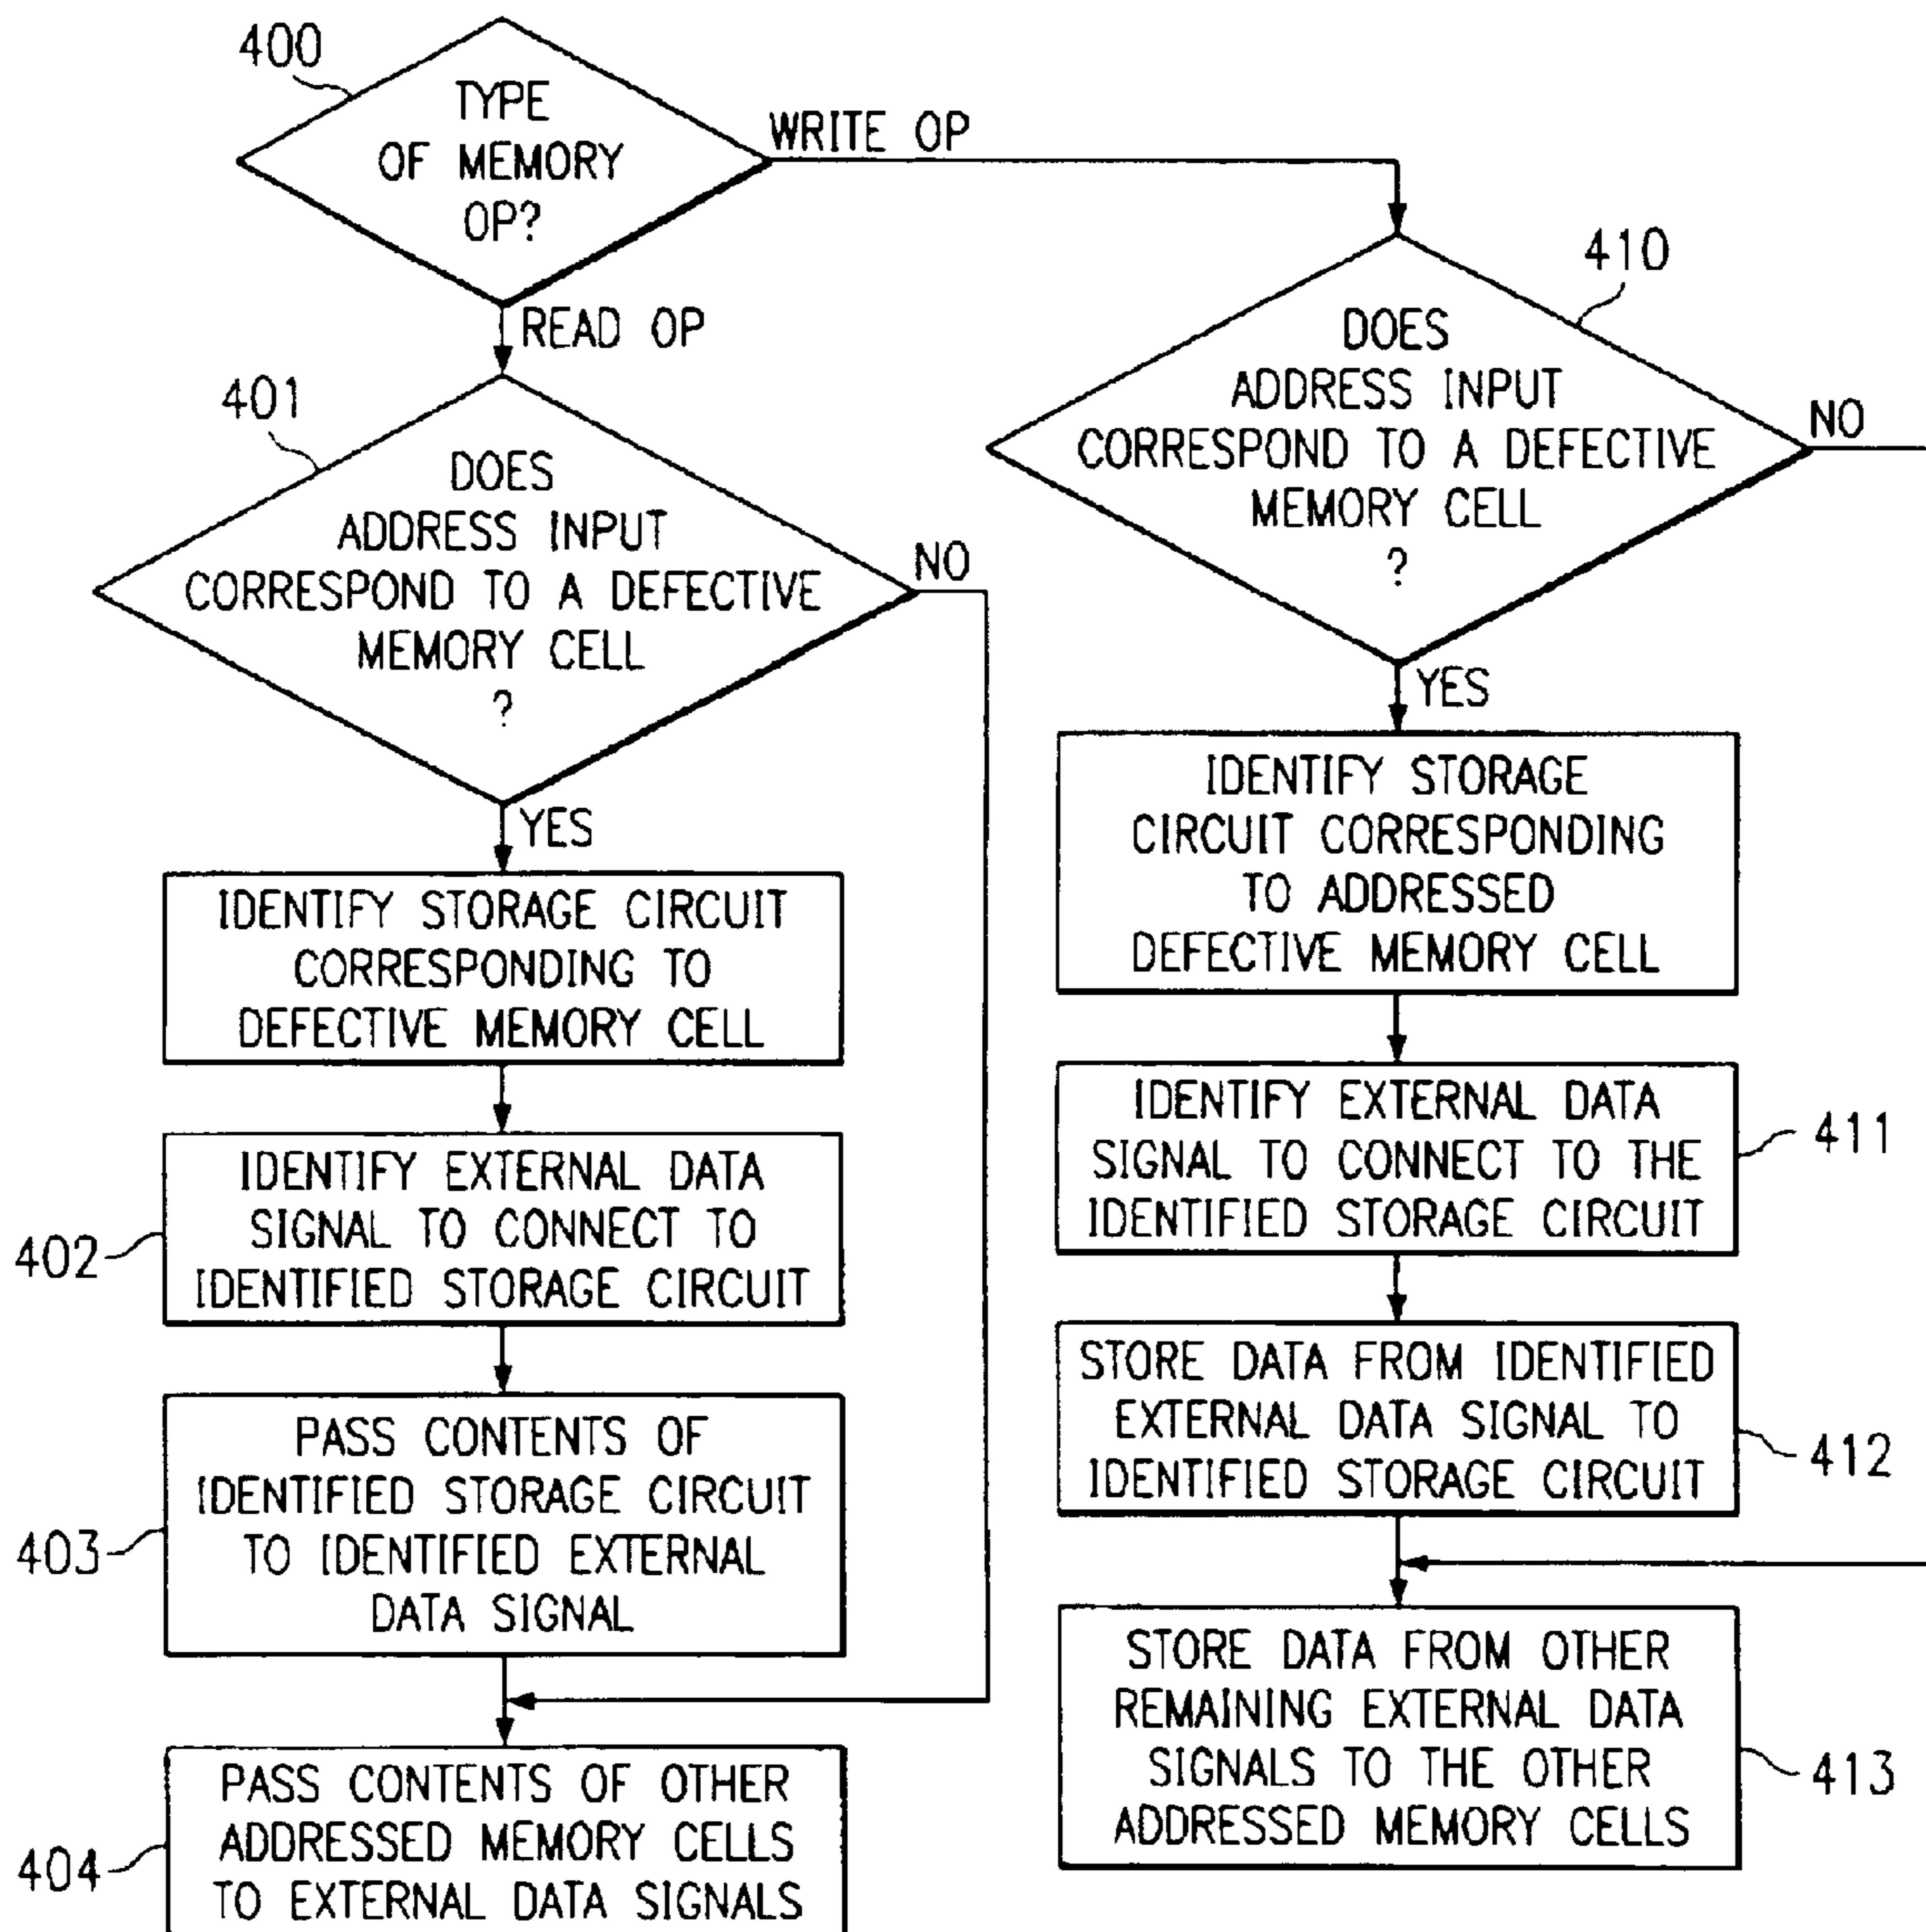 400
TYPE
OF MEMORY
OP?
WRITE OP
READ OP
401
DOES
ADDRESS INPUT
CORRESPOND TO A DEFECTIVE
MEMORY CELL
?
NO
YES
IDENTIFY STORAGE CIRCUIT
CORRESPONDING TO
DEFECTIVE MEMORY CELL
402
IDENTIFY EXTERNAL DATA
SIGNAL TO CONNECT TO
IDENTIFIED STORAGE CIRCUIT
403
PASS CONTENTS OF
IDENTIFIED STORAGE CIRCUIT
TO IDENTIFIED EXTERNAL
DATA SIGNAL
404
PASS CONTENTS OF OTHER
ADDRESSED MEMORY CELLS
TO EXTERNAL DATA SIGNALS
410
DOES
ADDRESS INPUT
CORRESPOND TO A DEFECTIVE
MEMORY CELL
?
NO
YES
IDENTIFY STORAGE
CIRCUIT CORRESPONDING
TO ADDRESSED
DEFECTIVE MEMORY CELL
IDENTIFY EXTERNAL DATA
SIGNAL TO CONNECT TO THE
IDENTIFIED STORAGE CIRCUIT
411
STORE DATA FROM IDENTIFIED
EXTERNAL DATA SIGNAL TO
IDENTIFIED STORAGE CIRCUIT
412
STORE DATA FROM OTHER
REMAINING EXTERNAL DATA
SIGNALS TO THE OTHER
ADDRESSED MEMORY CELLS
413